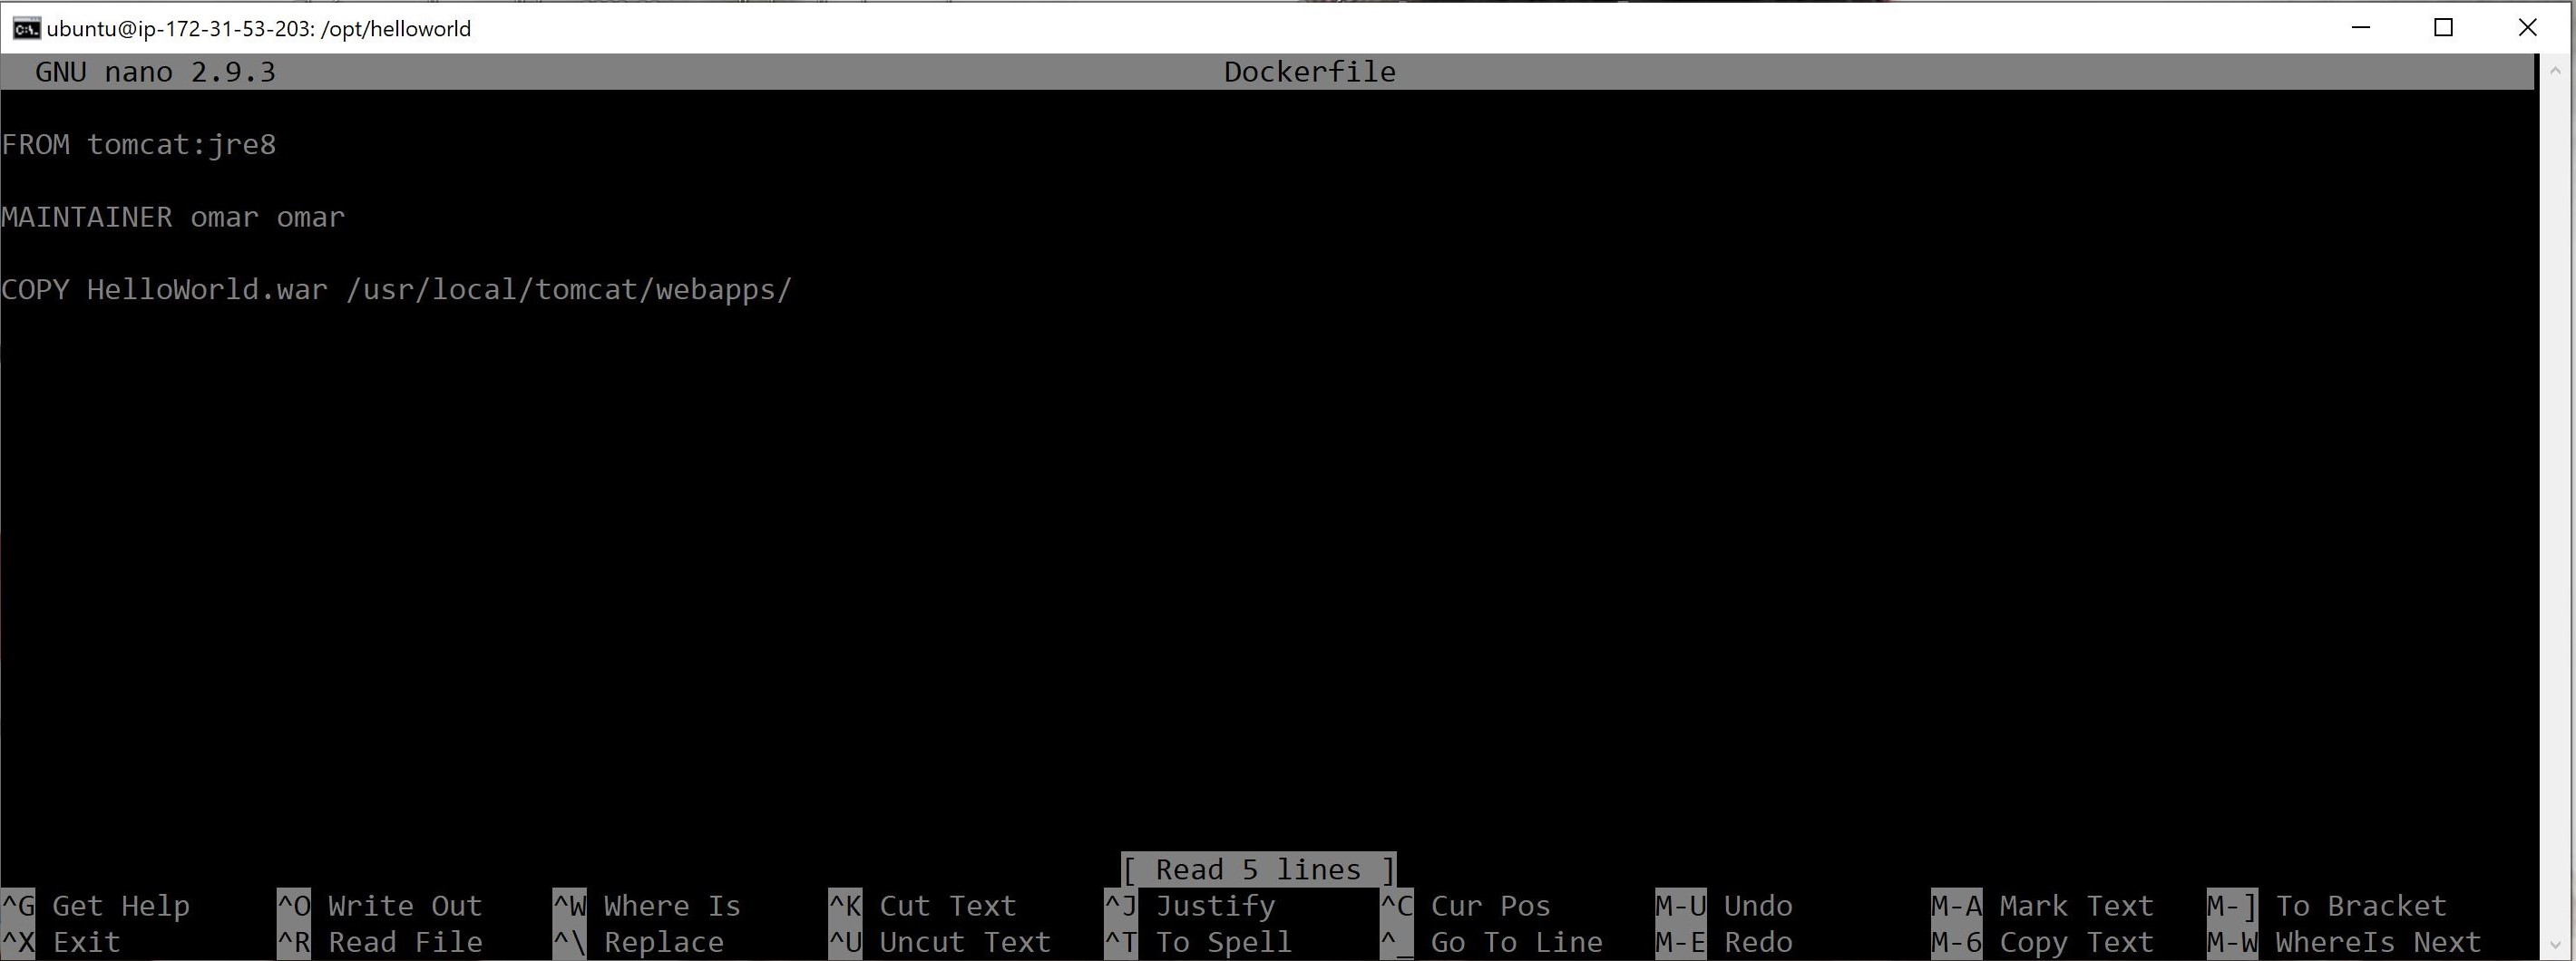 ubuntu@ip-172-31-53-203: /opt/helloworld
GNU nano 2.9.3 Dockerfile
FROM tomcat:jre8
MAINTAINER omar omar
COPY HelloWorld.war /usr/local/tomcat/webapps/
[ Read 5 lines ]
^G Get Help ^O Write Out ^W Where Is ^K Cut Text ^J Justify ^C Cur Pos M-U Undo M-A Mark Text M-] To Bracket
^X Exit ^R Read File ^\ Replace ^U Uncut Text ^T To Spell ^_ Go To Line M-E Redo M-6 Copy Text M-W WhereIs Next